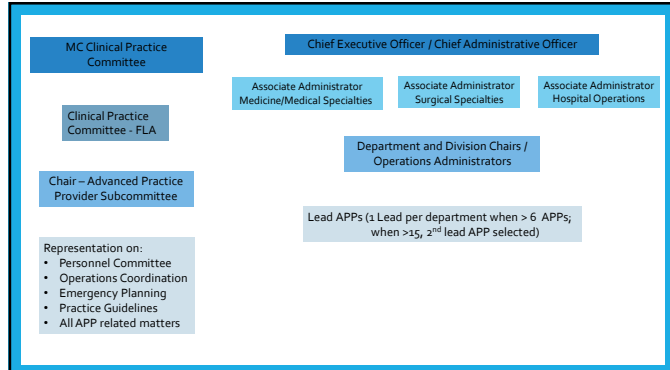 MC Clinical Practice
Committee
Clinical Practice
Committee - FLA
Chair – Advanced Practice
Provider Subcommittee
Representation on:
• Personnel Committee
• Operations Coordination
• Emergency Planning
• Practice Guidelines
• All APP related matters
Chief Executive Officer / Chief Administrative Officer
Associate Administrator
Medicine/Medical Specialties
Associate Administrator
Surgical Specialties
Associate Administrator
Hospital Operations
Department and Division Chairs /
Operations Administrators
Lead APPs (1 Lead per department when > 6 APPs;
when >15, 2nd lead APP selected)